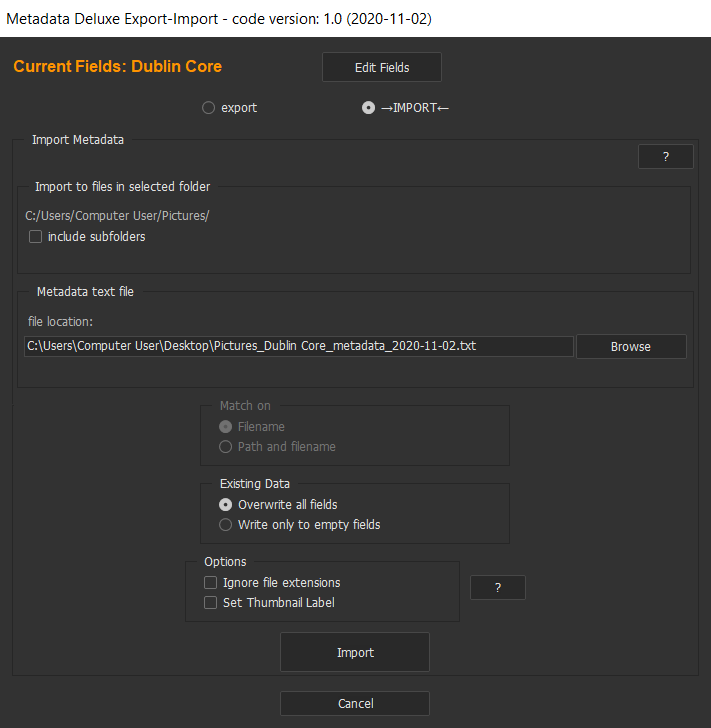 Metadata Deluxe Export-Import - code version: 1.0 (2020-11-02)
Current Fields: Dublin Core
Edit Fields
export
→IMPORT←
Import Metadata
?
Import to files in selected folder
C:/Users/Computer User/Pictures/
include subfolders
Metadata text file
file location:
C:\Users\Computer User\Desktop\Pictures_Dublin Core_metadata_2020-11-02.txt
Browse
Match on
Filename
Path and filename
Existing Data
Overwrite all fields
Write only to empty fields
Options
Ignore file extensions
Set Thumbnail Label
?
Import
Cancel